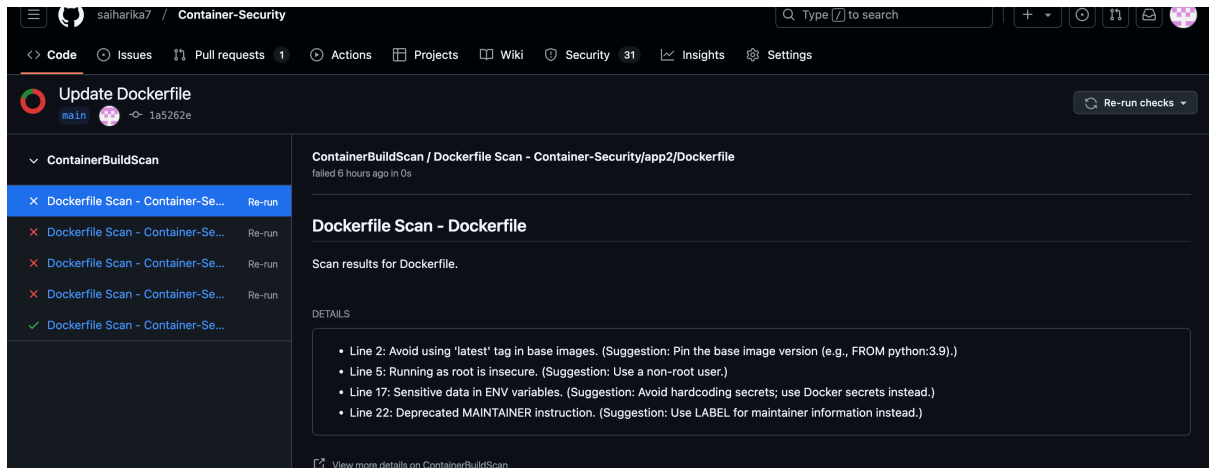 saiharika7 / Container-Security
Type / to search
Code Issues Pull requests 1 Actions Projects Wiki Security 31 Insights Settings
Update Dockerfile
main 1a5262e
Re-run checks
ContainerBuildScan
Dockerfile Scan - Container-Se... Re-run
Dockerfile Scan - Container-Se... Re-run
Dockerfile Scan - Container-Se... Re-run
Dockerfile Scan - Container-Se... Re-run
Dockerfile Scan - Container-Se...
ContainerBuildScan / Dockerfile Scan - Container-Security/app2/Dockerfile
failed 6 hours ago in 0s
Dockerfile Scan - Dockerfile
Scan results for Dockerfile.
DETAILS
• Line 2: Avoid using 'latest' tag in base images. (Suggestion: Pin the base image version (e.g., FROM python:3.9).)
• Line 5: Running as root is insecure. (Suggestion: Use a non-root user.)
• Line 17: Sensitive data in ENV variables. (Suggestion: Avoid hardcoding secrets; use Docker secrets instead.)
• Line 22: Deprecated MAINTAINER instruction. (Suggestion: Use LABEL for maintainer information instead.)
View more details on ContainerBuildScan